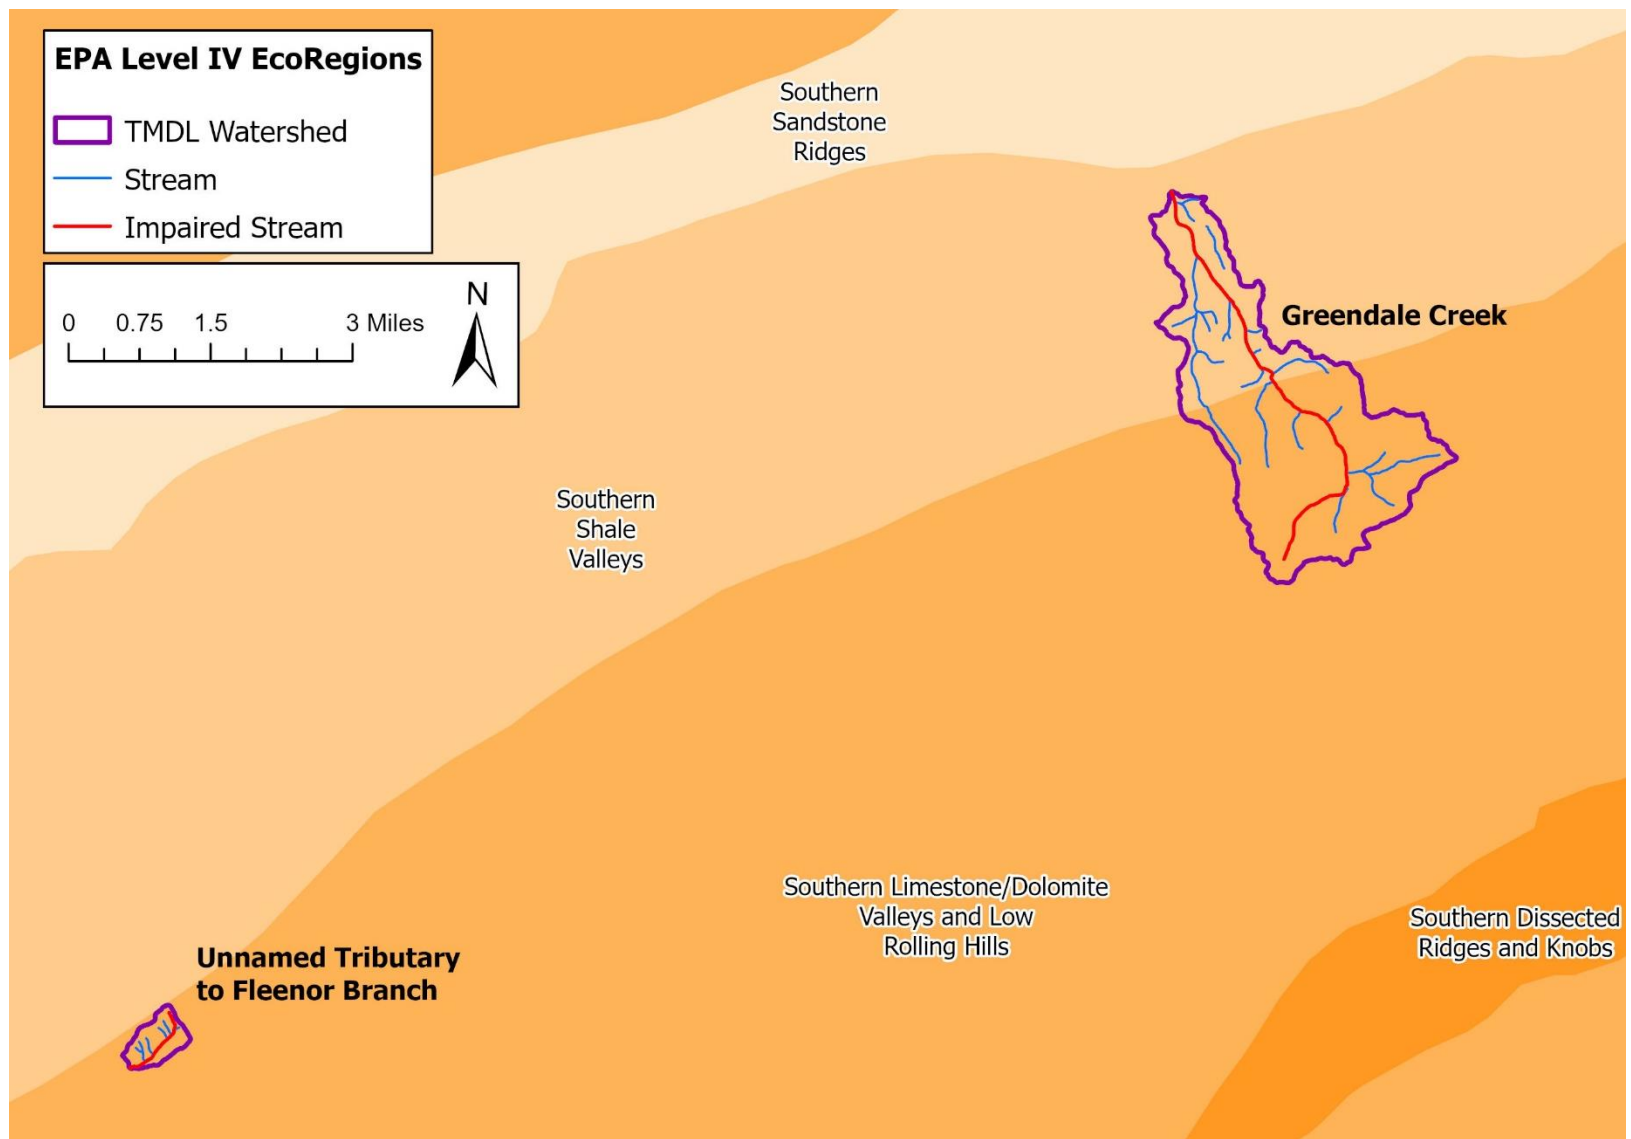 EPA Level IV EcoRegions
TMDL Watershed
Stream
Impaired Stream
0 0.75 1.5 3 Miles
N
Southern
Sandstone
Ridges
Greendale Creek
Southern
Shale
Valleys
Southern Limestone/Dolomite
Valleys and Low
Rolling Hills
Southern Dissected
Ridges and Knobs
Unnamed Tributary
to Fleenor Branch